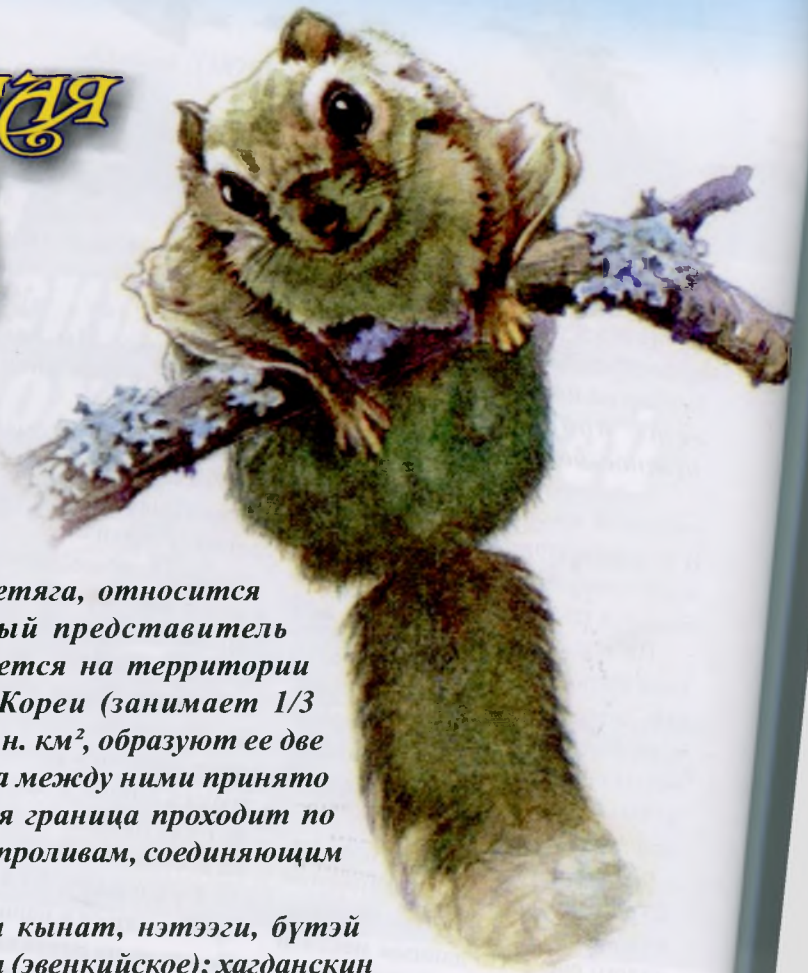 АЯ
етяга, относится
ый представитель
ется на территории
Кореи (занимает 1/3
н. км², образуют ее две
а между ними принято
я граница проходит по
проливам, соединяющим
кынат, нэтээги, бүтэй
(эвенкийское); хагданскин